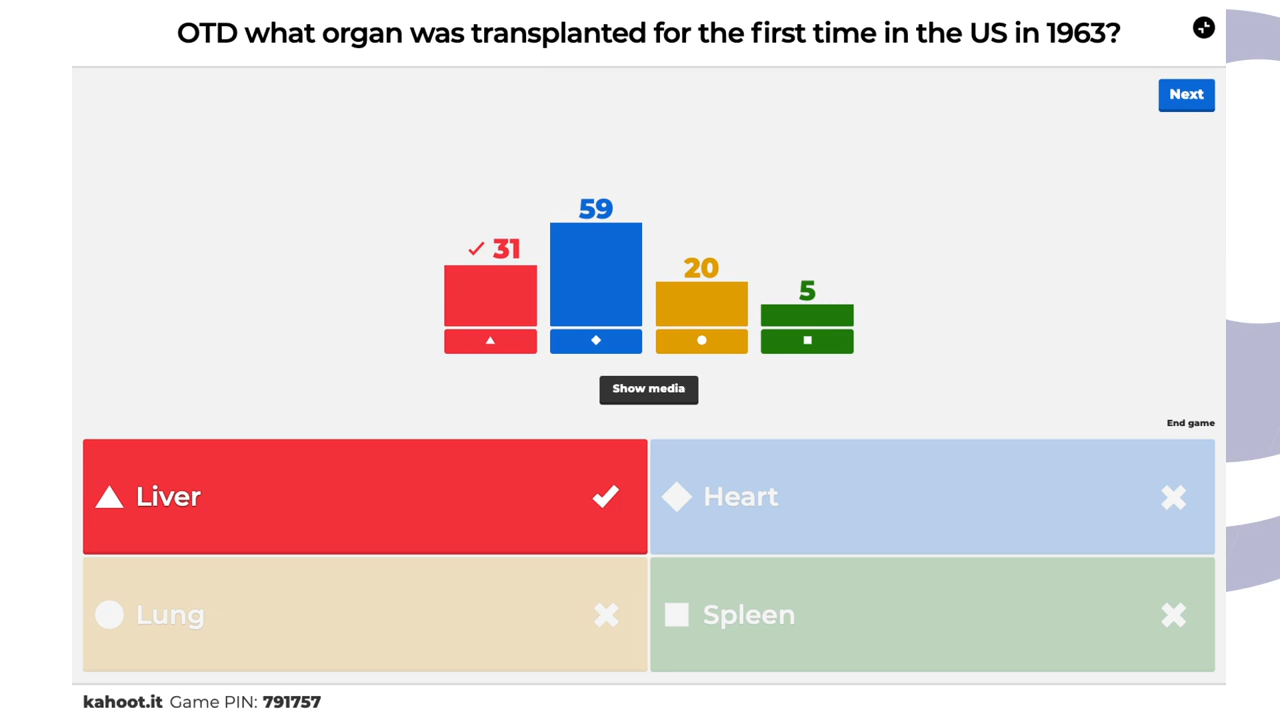 OTD what organ was transplanted for the first time in the US in 1963?
Next
59
31
20
5
Show media
End game
Liver
Heart
Lung
Spleen
kahoot.it Game PIN: 791757